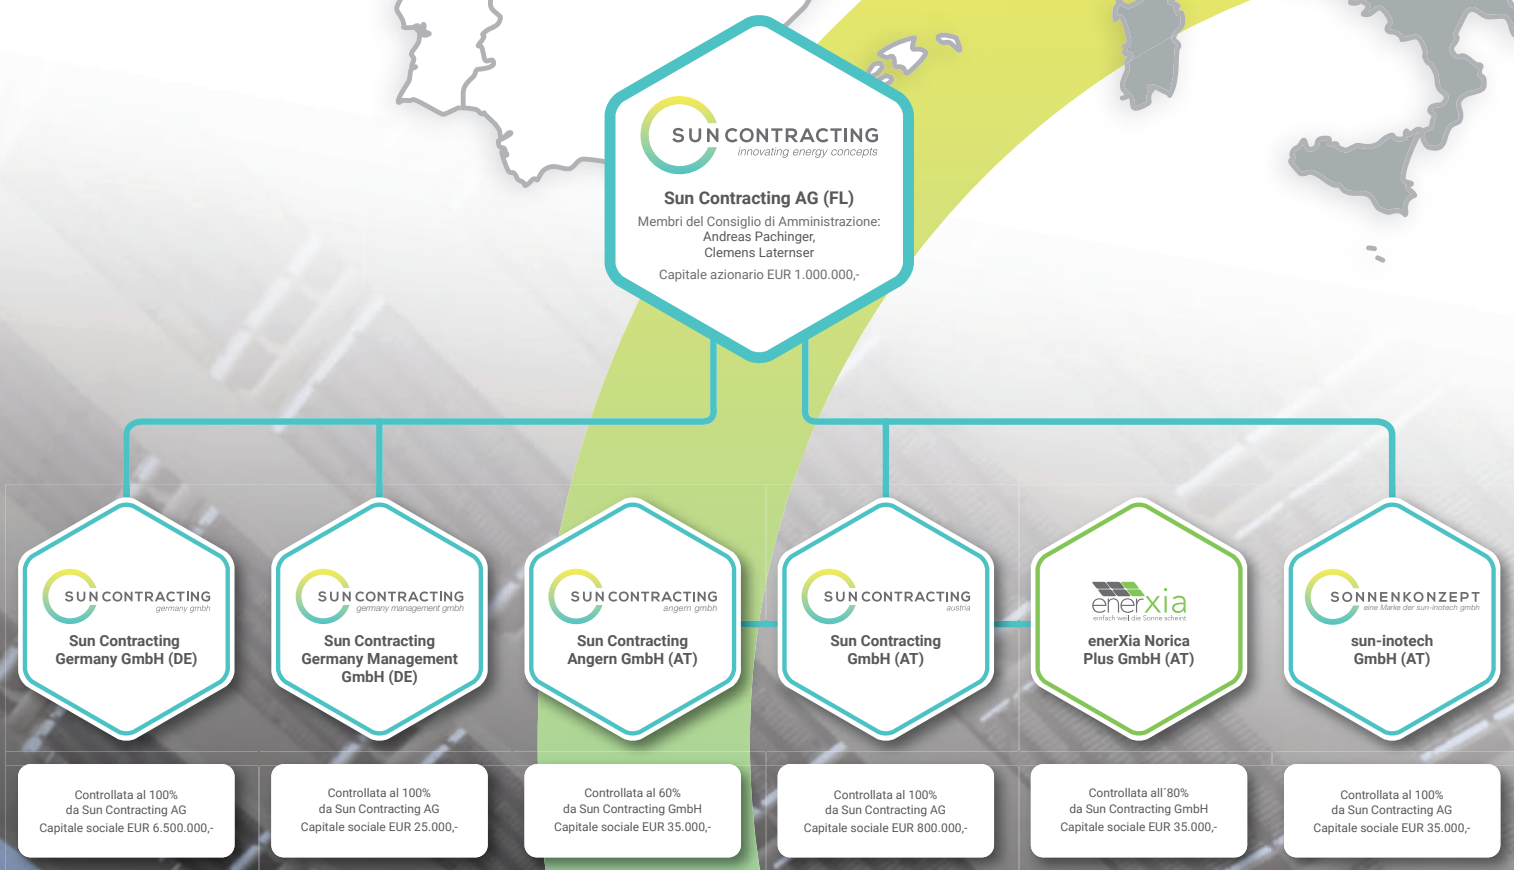 SUN CONTRACTING
innovating energy concepts
Sun Contracting AG (FL)
Membri del Consiglio di Amministrazione:
Andreas Pachinger,
Clemens Laternser
Capitale azionario EUR 1.000.000,-
SUN CONTRACTING
germany gmbh
Sun Contracting
Germany GmbH (DE)
Controllata al 100%
da Sun Contracting AG
Capitale sociale EUR 6.500.000,-
SUN CONTRACTING
germany management gmbh
Sun Contracting
Germany Management
GmbH (DE)
Controllata al 100%
da Sun Contracting AG
Capitale sociale EUR 25.000,-
SUN CONTRACTING
angern gmbh
Sun Contracting
Angern GmbH (AT)
Controllata al 60%
da Sun Contracting GmbH
Capitale sociale EUR 35.000,-
SUN CONTRACTING
austria
Sun Contracting
GmbH (AT)
Controllata al 100%
da Sun Contracting AG
Capitale sociale EUR 800.000,-
enerxia
einfach weil die Sonne scheint
enerXia Norica
Plus GmbH (AT)
Controllata all´80%
da Sun Contracting GmbH
Capitale sociale EUR 35.000,-
SONNENKONZEPT
eine Marke der sun-inotech gmbh
sun-inotech
GmbH (AT)
Controllata al 100%
da Sun Contracting AG
Capitale sociale EUR 35.000,-